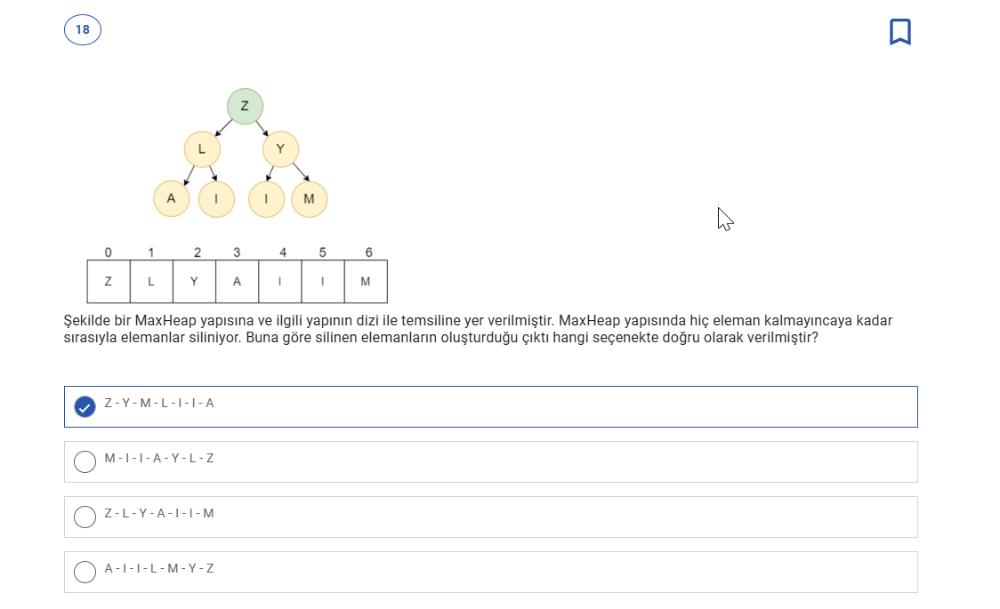 18
Z
L Y
A I I M
0 1 2 3 4 5 6
Z L Y A I I M
Şekilde bir MaxHeap yapısına ve ilgili yapının dizi ile temsiline yer verilmiştir. MaxHeap yapısında hiç eleman kalmayıncaya kadar
sırasıyla elemanlar siliniyor. Buna göre silinen elemanların oluşturduğu çıktı hangi seçenekte doğru olarak verilmiştir?
Z - Y - M - L - I - I - A
M - I - I - A - Y - L - Z
Z - L - Y - A - I - I - M
A - I - I - L - M - Y - Z